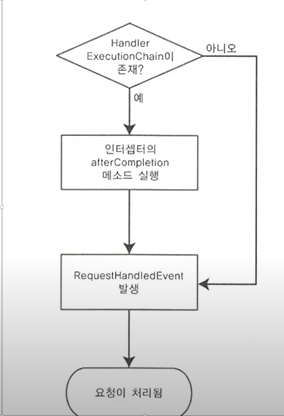 Handler
ExecutionChain이
존재?
아니오
예
인터셉터의
afterCompletion
메소드 실행
RequestHandledEvent
발생
요청이 처리됨